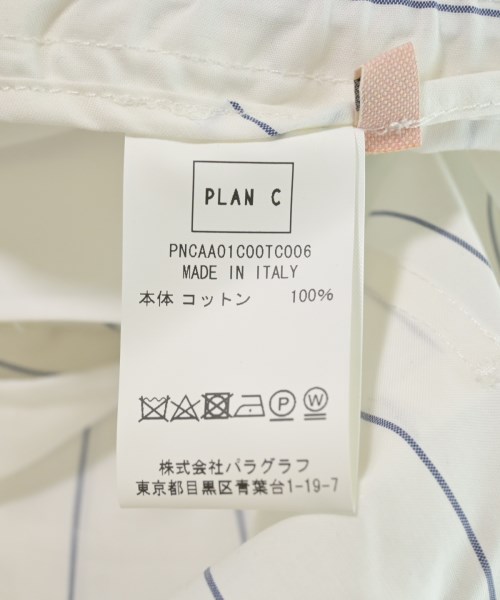 PLAN C
PNCAA01C00TC006
MADE IN ITALY
本体 コットン 100%
P W
株式会社パラグラフ
東京都目黒区青葉台1-19-7